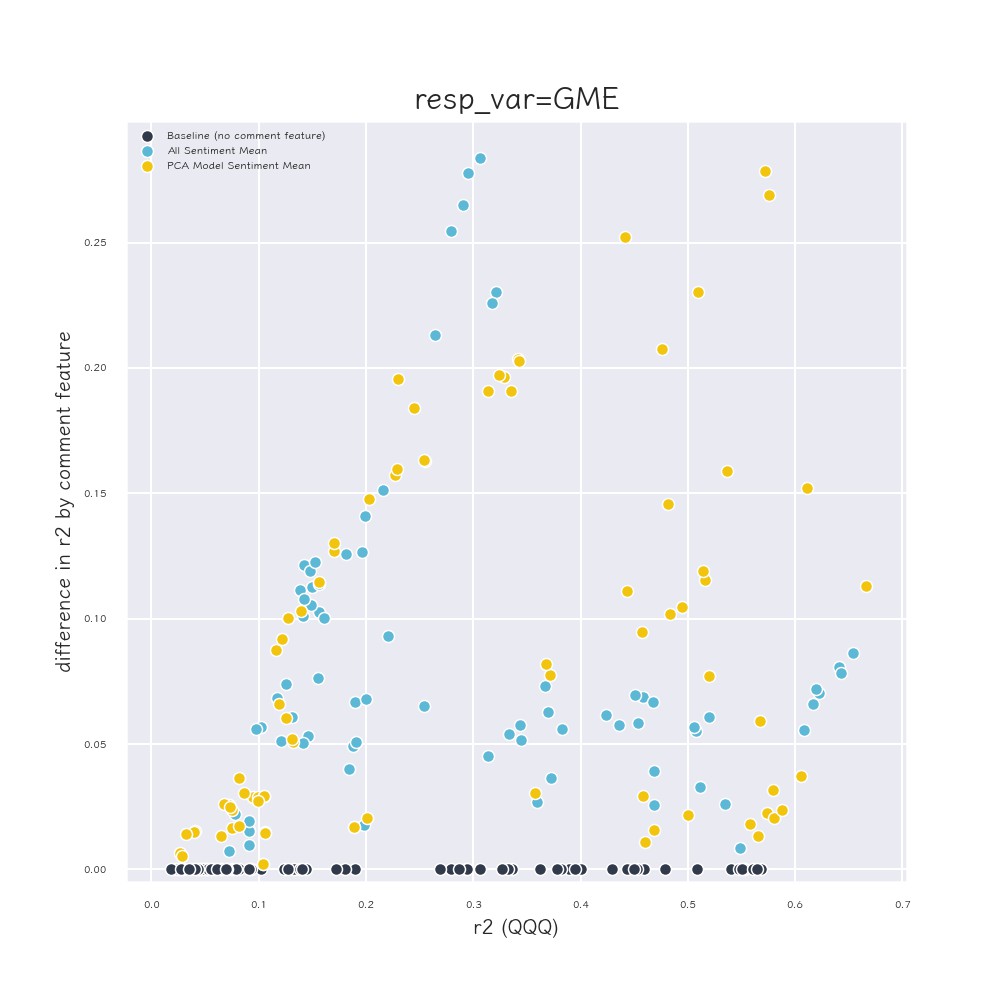 resp_var=GME
Baseline (no comment feature)
All Sentiment Mean
PCA Model Sentiment Mean
difference in r2 by comment feature
0.25
0.20
0.15
0.10
0.05
0.00
0.0 0.1 0.2 0.3 0.4 0.5 0.6 0.7
r2 (QQQ)